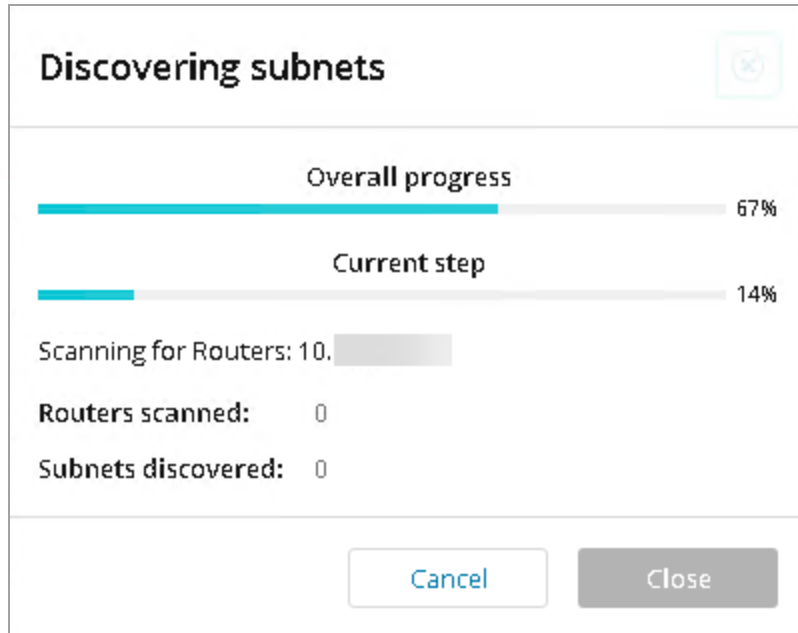 Discovering subnets
Overall progress
67%
Current step
14%
Scanning for Routers: 10.
Routers scanned: 0
Subnets discovered: 0
Cancel Close